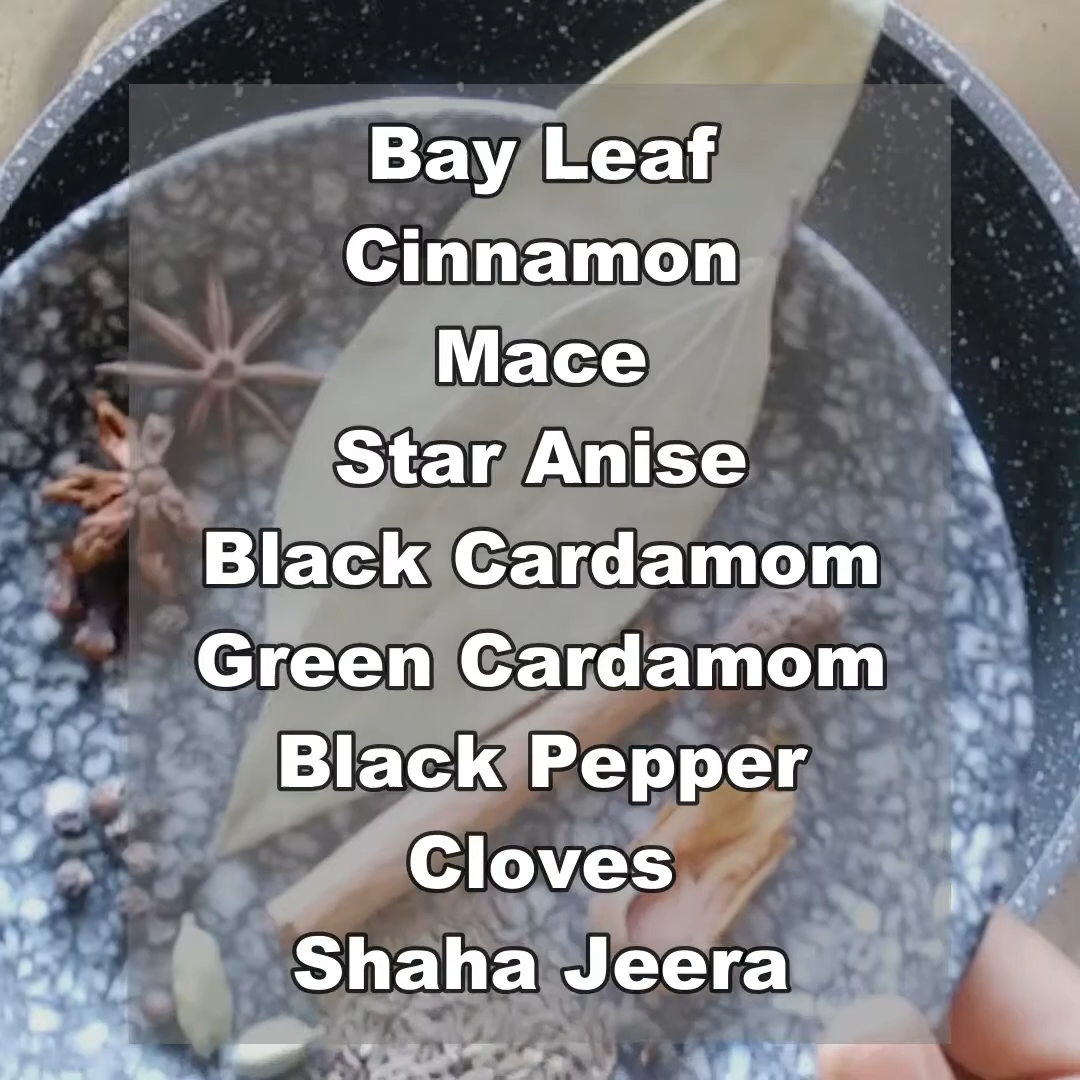 Bay Leaf
Cinnamon
Mace
Star Anise
Black Cardamom
Green Cardamom
Black Pepper
Cloves
Shaha Jeera